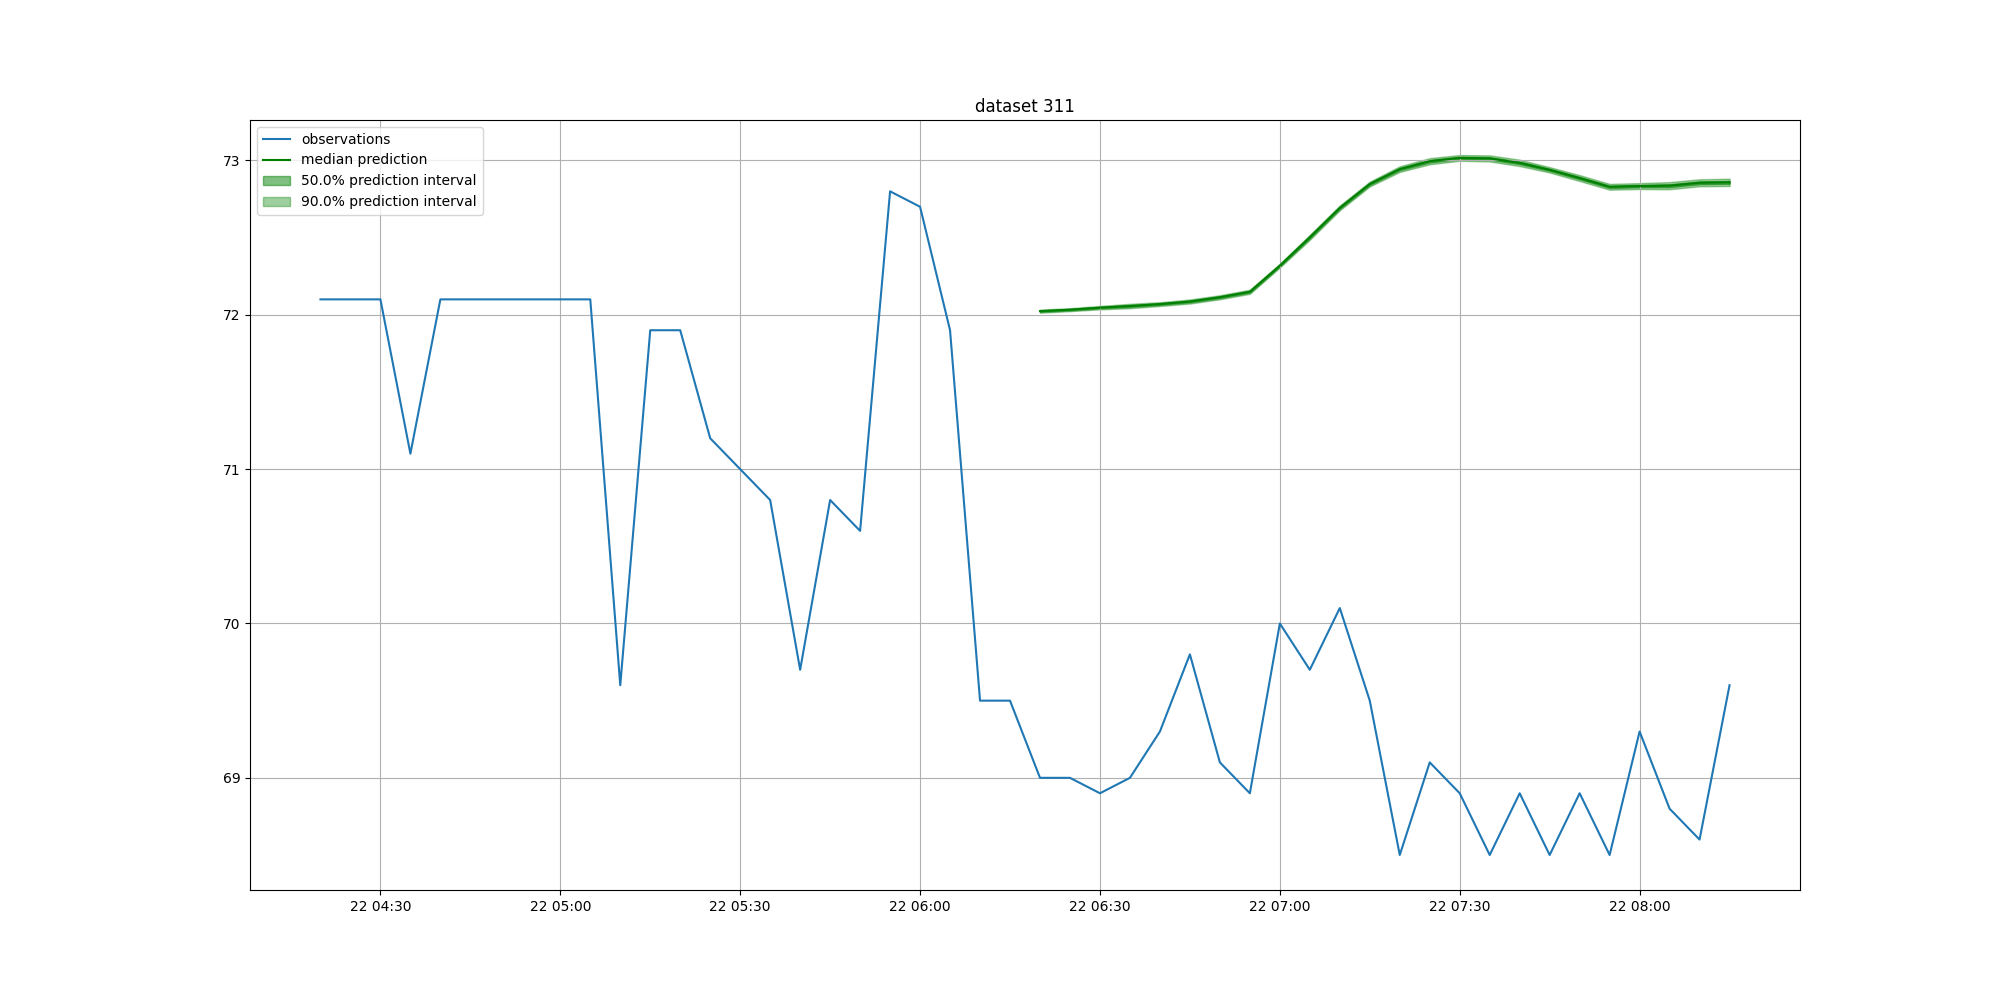 dataset 311
observations
median prediction
50.0% prediction interval
90.0% prediction interval
73
72
71
70
69
22 04:30
22 05:00
22 05:30
22 06:00
22 06:30
22 07:00
22 07:30
22 08:00